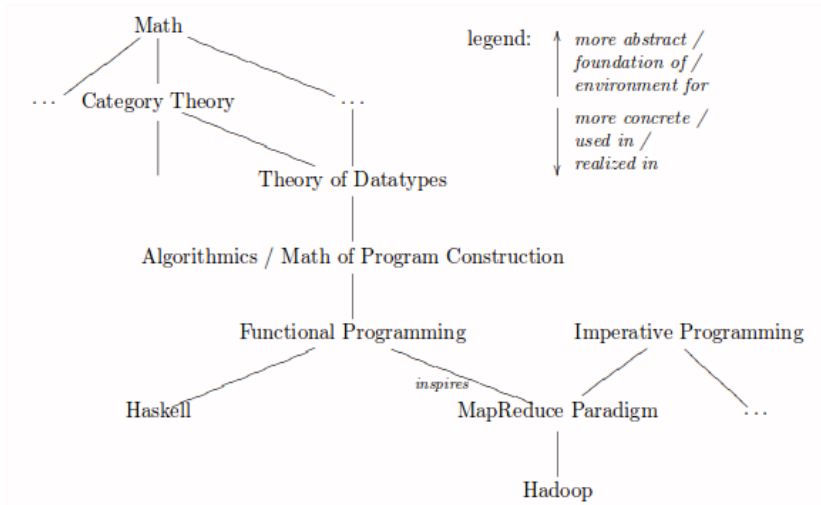 Math
legend:
more abstract /
foundation of /
environment for
... Category Theory ...
more concrete /
used in /
realized in
Theory of Datatypes
Algorithmics / Math of Program Construction
Functional Programming Imperative Programming
inspires
Haskell MapReduce Paradigm ...
Hadoop